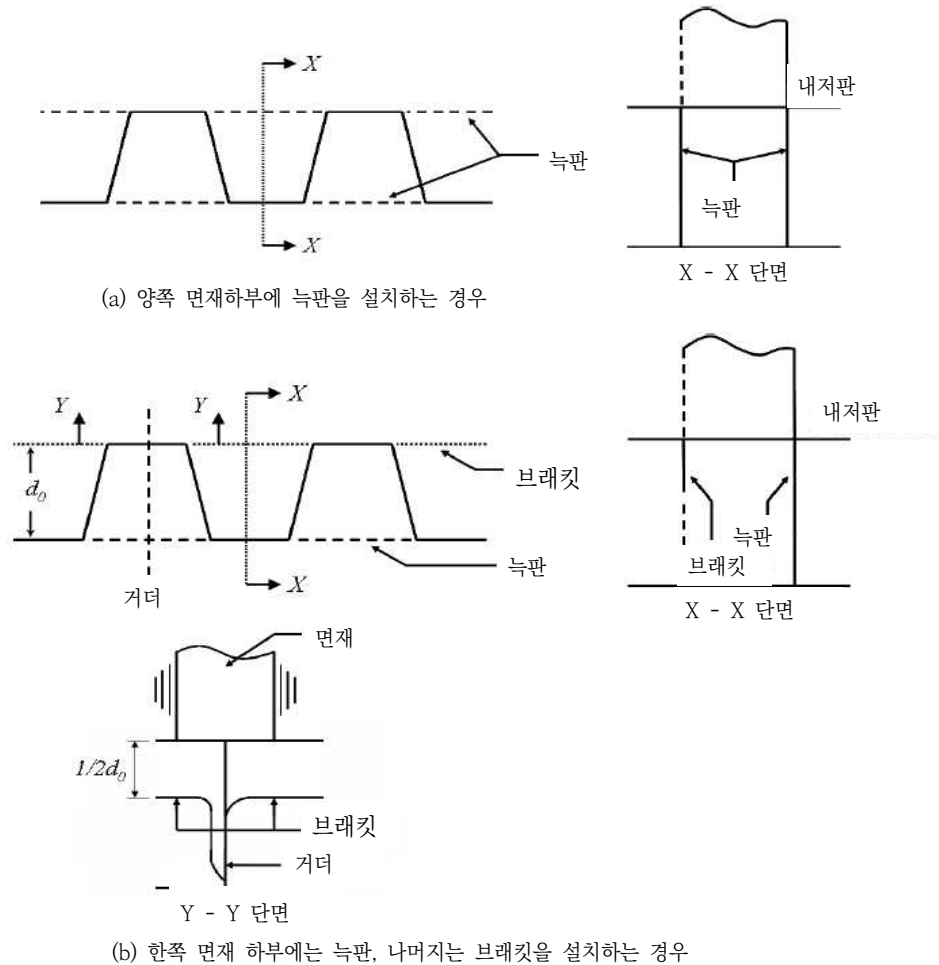 X
X
늑판
(a) 양쪽 면재하부에 늑판을 설치하는 경우
내저판
늑판
X - X 단면
Y
Y
X
d₀
브래킷
늑판
거더
X
내저판
늑판
브래킷
X - X 단면
면재
1/2d₀
브래킷
거더
Y - Y 단면
(b) 한쪽 면재 하부에는 늑판, 나머지는 브래킷을 설치하는 경우